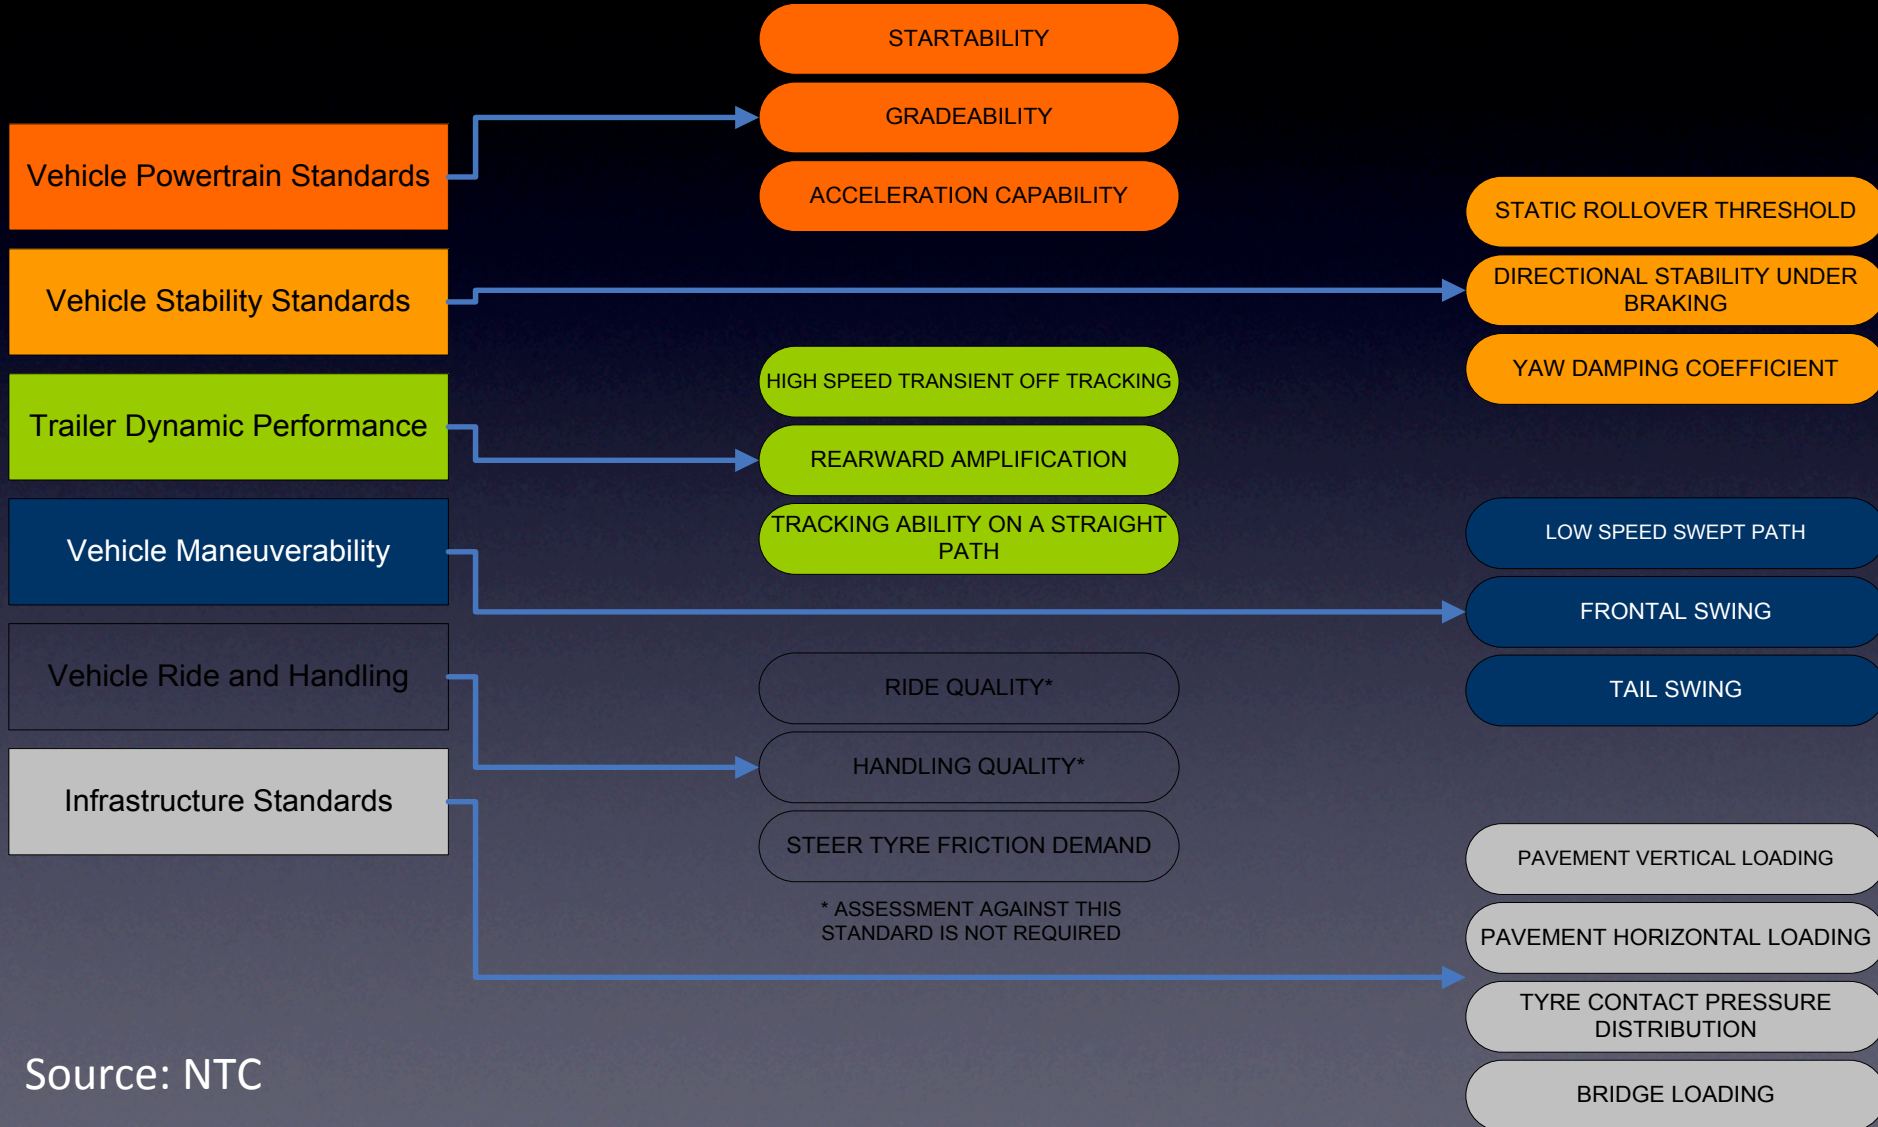 Vehicle Powertrain Standards
Vehicle Stability Standards
Trailer Dynamic Performance
Vehicle Maneuverability
Vehicle Ride and Handling
Infrastructure Standards
STARTABILITY
GRADEABILITY
ACCELERATION CAPABILITY
HIGH SPEED TRANSIENT OFF TRACKING
REARWARD AMPLIFICATION
TRACKING ABILITY ON A STRAIGHT
PATH
RIDE QUALITY*
HANDLING QUALITY*
STEER TYRE FRICTION DEMAND
* ASSESSMENT AGAINST THIS
STANDARD IS NOT REQUIRED
STATIC ROLLOVER THRESHOLD
DIRECTIONAL STABILITY UNDER
BRAKING
YAW DAMPING COEFFICIENT
LOW SPEED SWEPT PATH
FRONTAL SWING
TAIL SWING
PAVEMENT VERTICAL LOADING
PAVEMENT HORIZONTAL LOADING
TYRE CONTACT PRESSURE
DISTRIBUTION
BRIDGE LOADING
Source: NTC